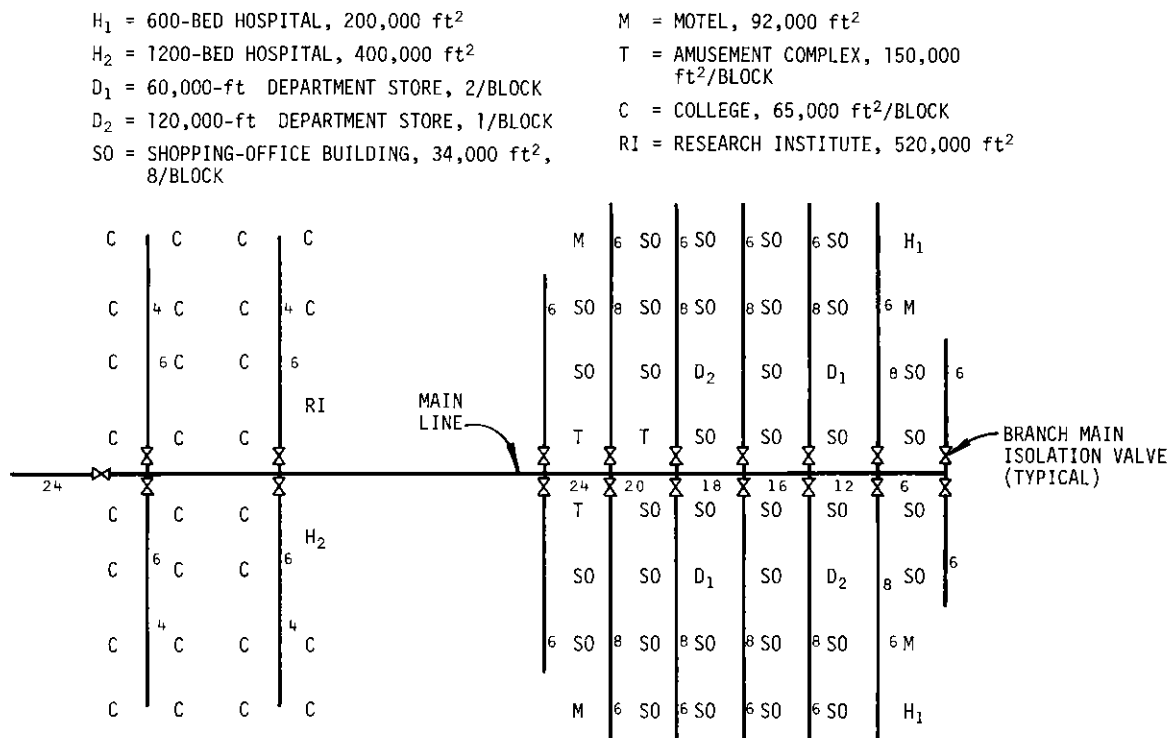 H1 = 600-BED HOSPITAL, 200,000 ft2
H2 = 1200-BED HOSPITAL, 400,000 ft2
D1 = 60,000-ft DEPARTMENT STORE, 2/BLOCK
D2 = 120,000-ft DEPARTMENT STORE, 1/BLOCK
SO = SHOPPING-OFFICE BUILDING, 34,000 ft2,
8/BLOCK
M = MOTEL, 92,000 ft2
T = AMUSEMENT COMPLEX, 150,000
ft2/BLOCK
C = COLLEGE, 65,000 ft2/BLOCK
RI = RESEARCH INSTITUTE, 520,000 ft2
C C C C M 6 SO 6 SO 6 SO 6 SO H1
C 4 C C 4 C 6 SO 8 SO 8 SO 8 SO 8 SO 6 M
C 6 C C 6 SO SO D2 SO D1 8 SO 6
RI
C C C T T SO SO SO SO
MAIN
LINE
BRANCH MAIN
ISOLATION VALVE
(TYPICAL)
24 24 20 18 16 12 6
C C C T SO SO SO SO SO
H2
C 6 C C 6 SO SO D1 SO D2 8 SO 6
C 4 C C 4 C 6 SO 8 SO 8 SO 8 SO 8 SO 6 M
C C C C M 6 SO 6 SO 6 SO 6 SO H1